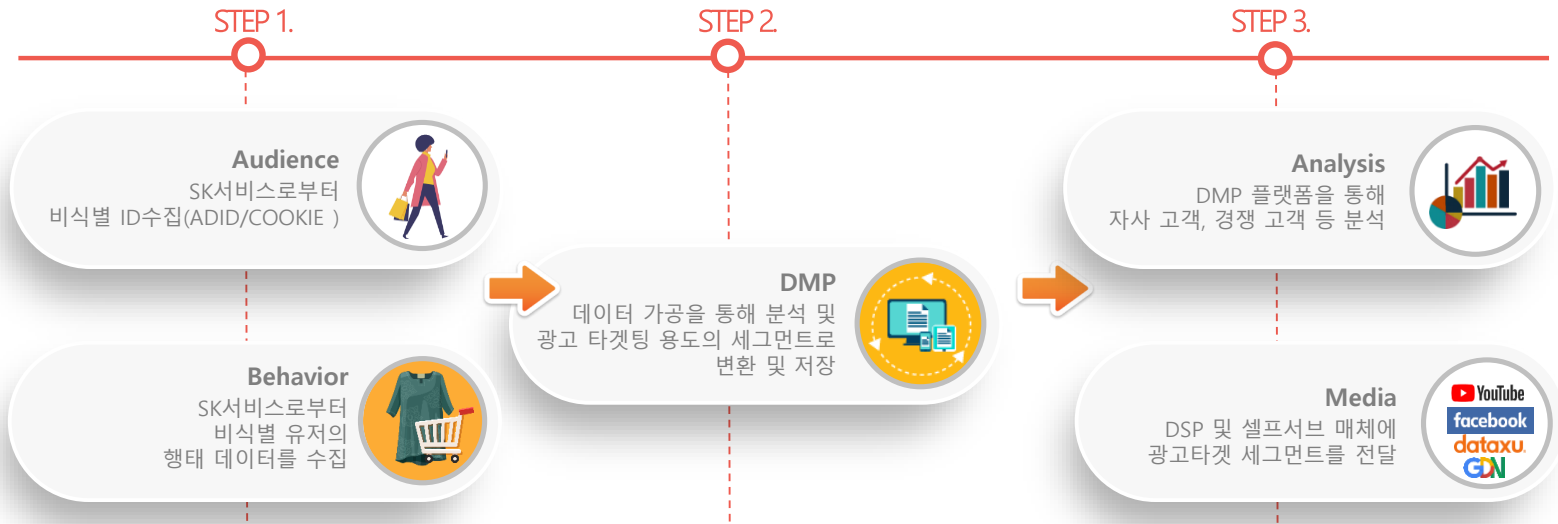 STEP 1.
Audience
SK서비스로부터
비식별 ID수집(ADID/COOKIE )
Behavior
SK서비스로부터
비식별 유저의
행태 데이터를 수집
STEP 2.
DMP
데이터 가공을 통해 분석 및
광고 타겟팅 용도의 세그먼트로
변환 및 저장
STEP 3.
Analysis
DMP 플랫폼을 통해
자사 고객, 경쟁 고객 등 분석
Media
DSP 및 셀프서브 매체에
광고타겟 세그먼트를 전달
YouTube
facebook
dataxu.
GDN